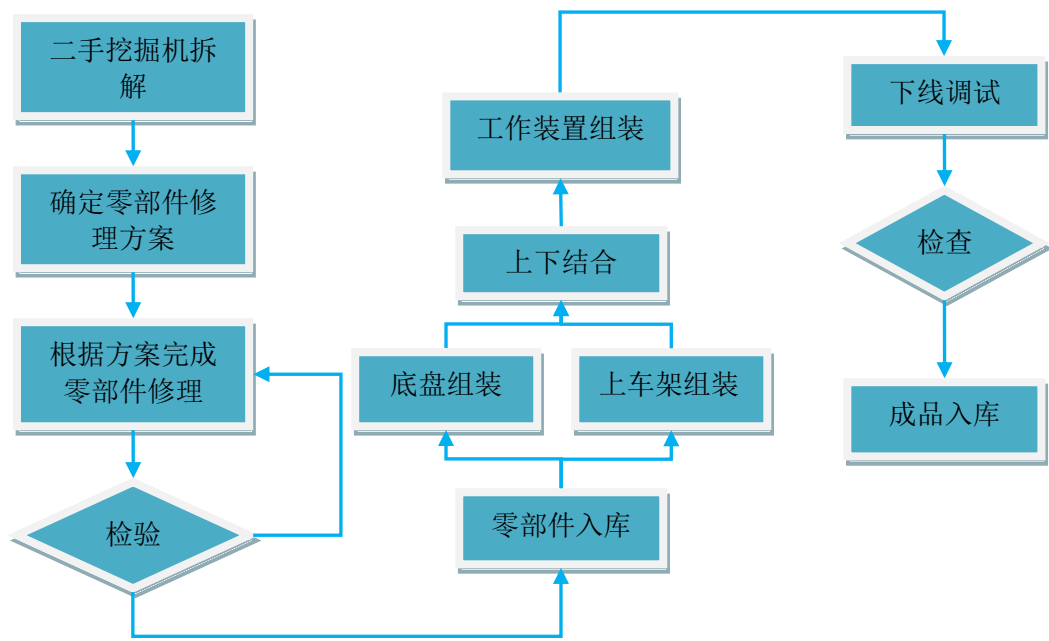 二手挖掘机拆
解
确定零部件修
理方案
根据方案完成
零部件修理
检验
零部件入库
底盘组装
上车架组装
上下结合
工作装置组装
下线调试
检查
成品入库